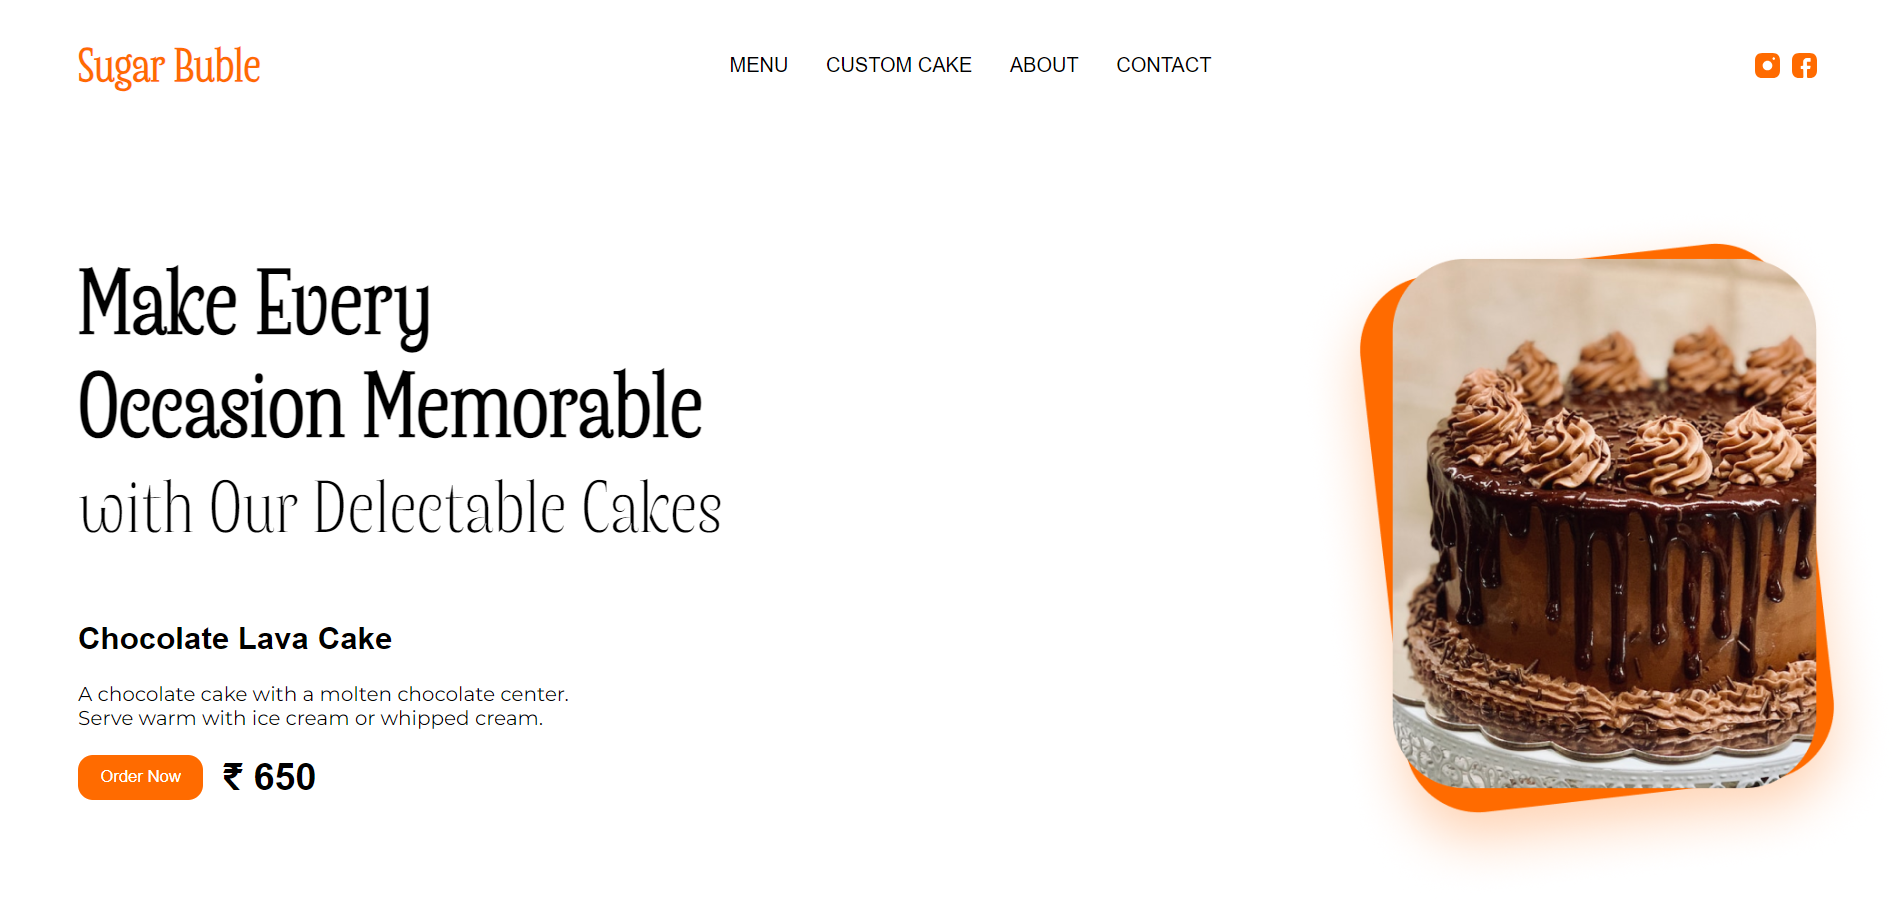 Sugar Buble
MENU CUSTOM CAKE ABOUT CONTACT
Make Every
Occasion Memorable
with Our Delectable Cakes
Chocolate Lava Cake
A chocolate cake with a molten chocolate center.
Serve warm with ice cream or whipped cream.
Order Now ₹ 650